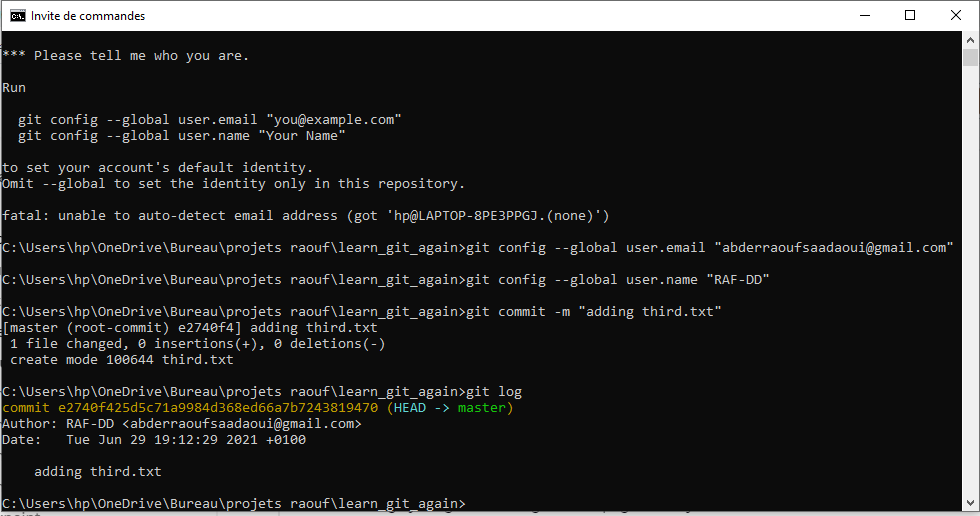 Invite de commandes
*** Please tell me who you are.
Run
git config --global user.email "you@example.com"
git config --global user.name "Your Name"
to set your account's default identity.
Omit --global to set the identity only in this repository.
fatal: unable to auto-detect email address (got 'hp@LAPTOP-8PE3PPGJ.(none)')
C:\Users\hp\OneDrive\Bureau\projets raouf\learn_git_again>git config --global user.email "abderraoufsaadaoui@gmail.com"
C:\Users\hp\OneDrive\Bureau\projets raouf\learn_git_again>git config --global user.name "RAF-DD"
C:\Users\hp\OneDrive\Bureau\projets raouf\learn_git_again>git commit -m "adding third.txt"
[master (root-commit) e2740f4] adding third.txt
1 file changed, 0 insertions(+), 0 deletions(-)
create mode 100644 third.txt
C:\Users\hp\OneDrive\Bureau\projets raouf\learn_git_again>git log
commit e2740f425d5c71a9984d368ed66a7b7243819470 (HEAD -> master)
Author: RAF-DD <abderraoufsaadaoui@gmail.com>
Date:   Tue Jun 29 19:12:29 2021 +0100
adding third.txt
C:\Users\hp\OneDrive\Bureau\projets raouf\learn_git_again>